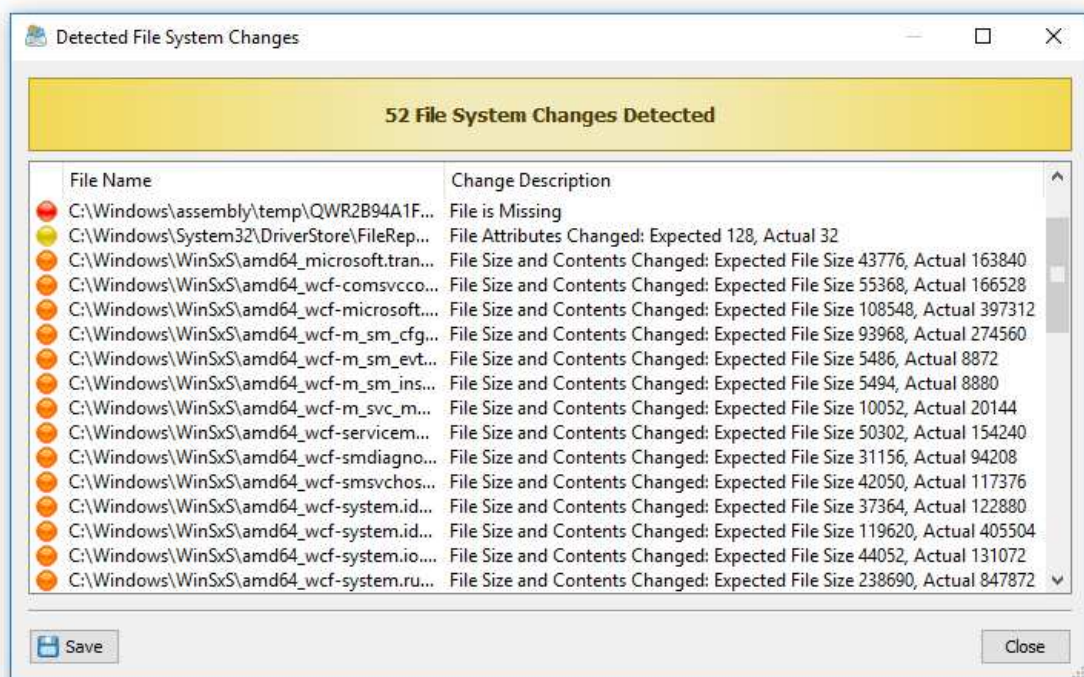 Detected File System Changes
52 File System Changes Detected
File Name Change Description
C:\Windows\assembly\temp\QWR2B94A1F... File is Missing
C:\Windows\System32\DriverStore\FileRep... File Attributes Changed: Expected 128, Actual 32
C:\Windows\WinSxS\amd64_microsoft.tran... File Size and Contents Changed: Expected File Size 43776, Actual 163840
C:\Windows\WinSxS\amd64_wcf-comsvcco... File Size and Contents Changed: Expected File Size 55368, Actual 166528
C:\Windows\WinSxS\amd64_wcf-microsoft.... File Size and Contents Changed: Expected File Size 108548, Actual 397312
C:\Windows\WinSxS\amd64_wcf-m_sm_cfg... File Size and Contents Changed: Expected File Size 93968, Actual 274560
C:\Windows\WinSxS\amd64_wcf-m_sm_evt... File Size and Contents Changed: Expected File Size 5486, Actual 8872
C:\Windows\WinSxS\amd64_wcf-m_sm_ins... File Size and Contents Changed: Expected File Size 5494, Actual 8880
C:\Windows\WinSxS\amd64_wcf-m_svc_m... File Size and Contents Changed: Expected File Size 10052, Actual 20144
C:\Windows\WinSxS\amd64_wcf-servicem... File Size and Contents Changed: Expected File Size 50302, Actual 154240
C:\Windows\WinSxS\amd64_wcf-smdiagno... File Size and Contents Changed: Expected File Size 31156, Actual 94208
C:\Windows\WinSxS\amd64_wcf-smsvchos... File Size and Contents Changed: Expected File Size 42050, Actual 117376
C:\Windows\WinSxS\amd64_wcf-system.id... File Size and Contents Changed: Expected File Size 37364, Actual 122880
C:\Windows\WinSxS\amd64_wcf-system.id... File Size and Contents Changed: Expected File Size 119620, Actual 405504
C:\Windows\WinSxS\amd64_wcf-system.io.... File Size and Contents Changed: Expected File Size 44052, Actual 131072
C:\Windows\WinSxS\amd64_wcf-system.ru... File Size and Contents Changed: Expected File Size 238690, Actual 847872
Save Close